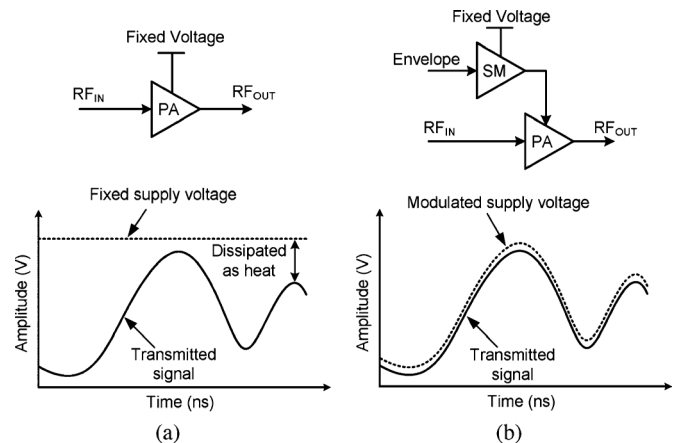 Fixed Voltage
RF_IN
PA
RF_OUT
Fixed supply voltage
Dissipated
as heat
Transmitted
signal
Amplitude (V)
Time (ns)
(a)
Fixed Voltage
Envelope
SM
RF_IN
PA
RF_OUT
Modulated supply voltage
Transmitted
signal
Amplitude (V)
Time (ns)
(b)